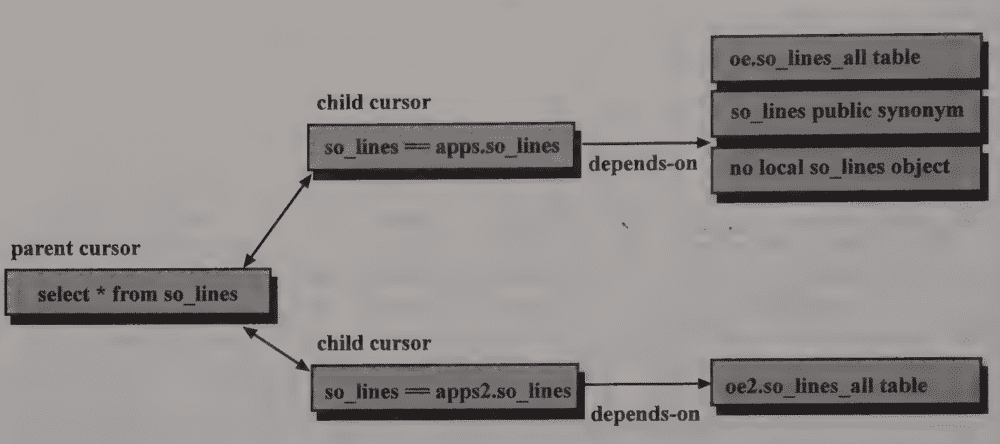 oe.so_lines_all table
child cursor
so_lines public synonym
so_lines == apps.so_lines
depends-on
no local so_lines object
parent cursor
select * from so_lines
child cursor
so_lines == apps2.so_lines
depends-on
oe2.so_lines_all table